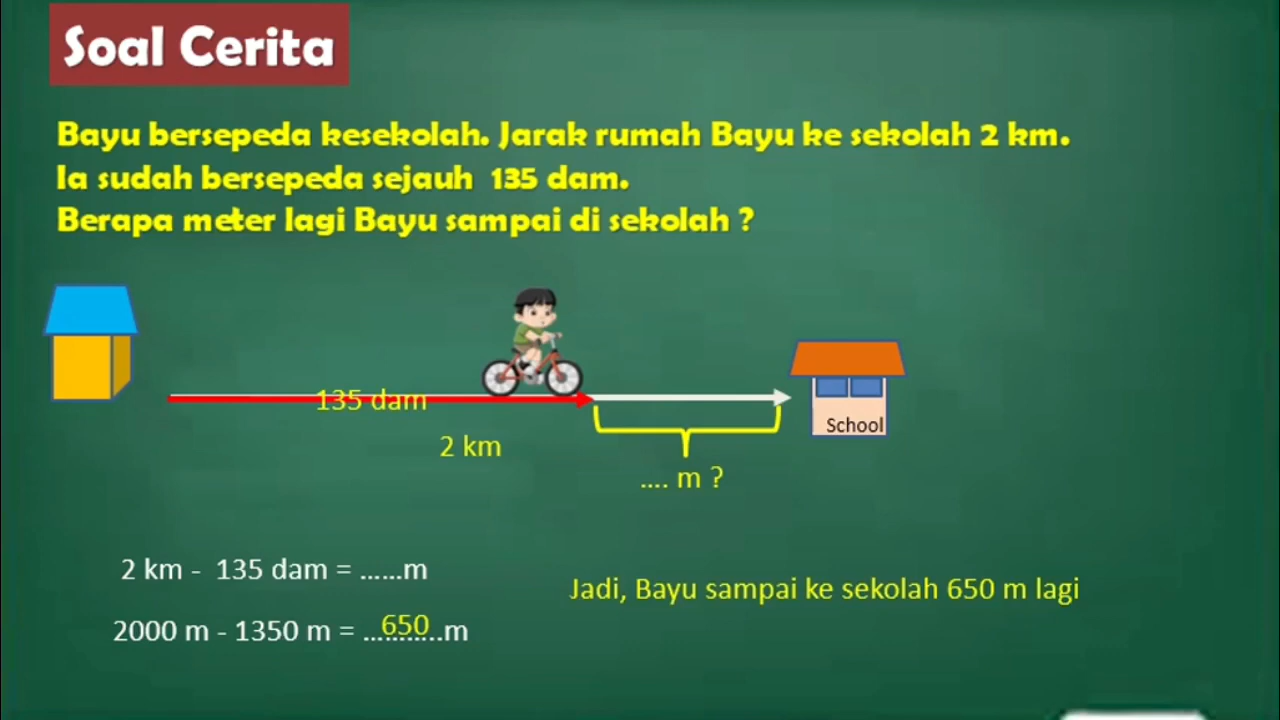 Soal Cerita
Bayu bersepeda kesekolah. Jarak rumah Bayu ke sekolah 2 km.
Ia sudah bersepeda sejauh 135 dam.
Berapa meter lagi Bayu sampai di sekolah ?
135 dam
2 km
.... m ?
School
2 km - 135 dam = ......m
2000 m - 1350 m = ...650...m
Jadi, Bayu sampai ke sekolah 650 m lagi